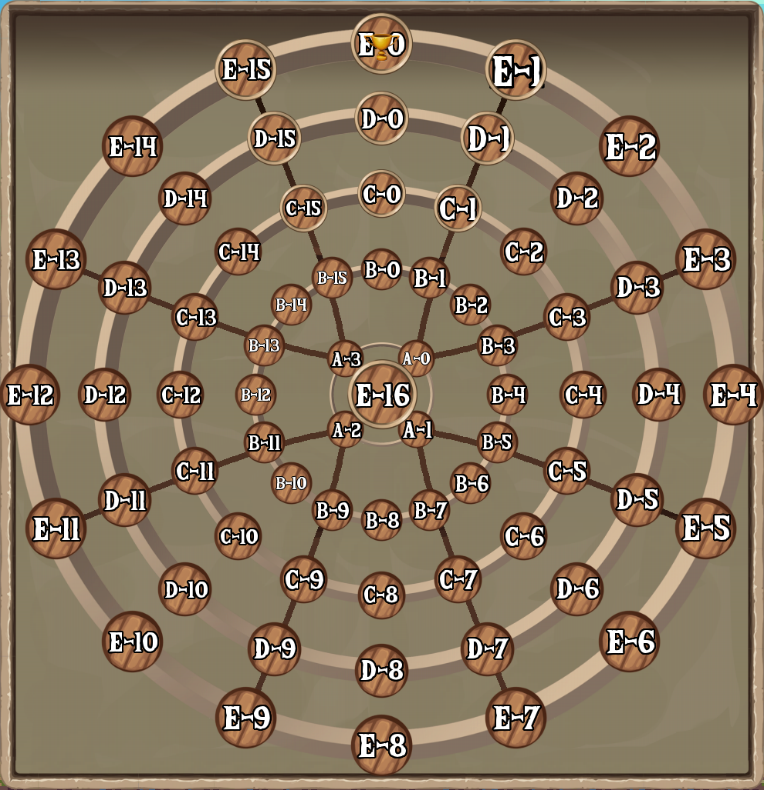 E-0
E-15 E-1
D-0
D-15 D-1
E-14 E-2
C-0
D-14 D-2
C-15 C-1
C-14 C-2
E-13 E-3
B-0
B-15 B-1
D-13 D-3
B-14 B-2
C-13 C-3
B-13 B-3
A-3 A-0
E-12 D-12 C-12 B-12 E-16 B-4 C-4 D-4 E-4
A-2 A-1
B-11 B-5
C-11 C-5
B-10 B-6
D-11 D-5
B-9 B-7
B-8
E-11 E-5
C-10 C-6
C-9 C-7
D-10 D-6
C-8
E-10 E-6
D-9 D-7
D-8
E-9 E-7
E-8